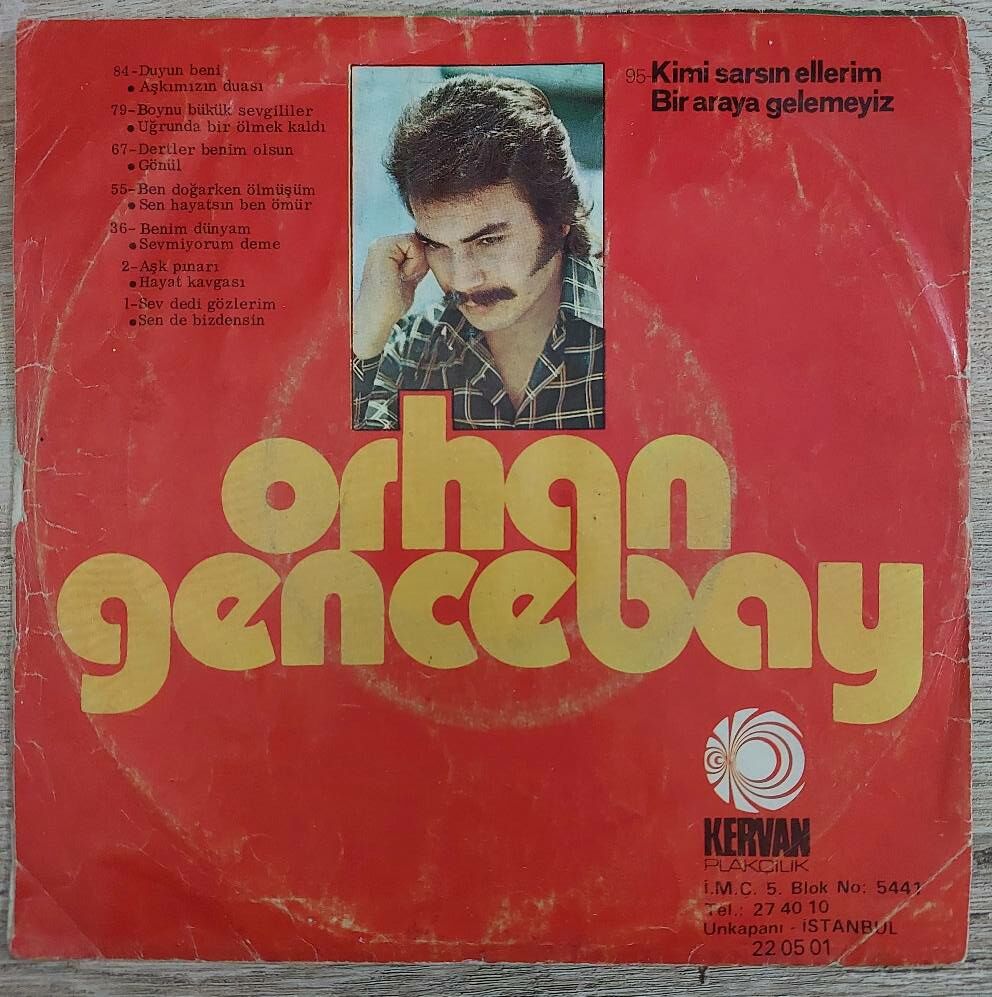 84-Duyun beni
• Aşkımızın duası
79-Boynu bükük sevgililer
• Uğrunda bir ölmek kaldı
67-Dertler benim olsun
• Gönül
55-Ben doğarken ölmüşüm
• Sen hayatsın ben ömür
36- Benim dünyam
• Sevmiyorum deme
2-Aşk pınarı
• Hayat kavgası
1-Sev dedi gözlerim
• Sen de bizdensin
95-Kimi sarsın ellerim
Bir araya gelemeyiz
orhan
gencebay
KERVAN
PLAKÇILIK
İ.M.C. 5. Blok No: 5441
Tel.: 27 40 10
Unkapanı - İSTANBUL
22 05 01